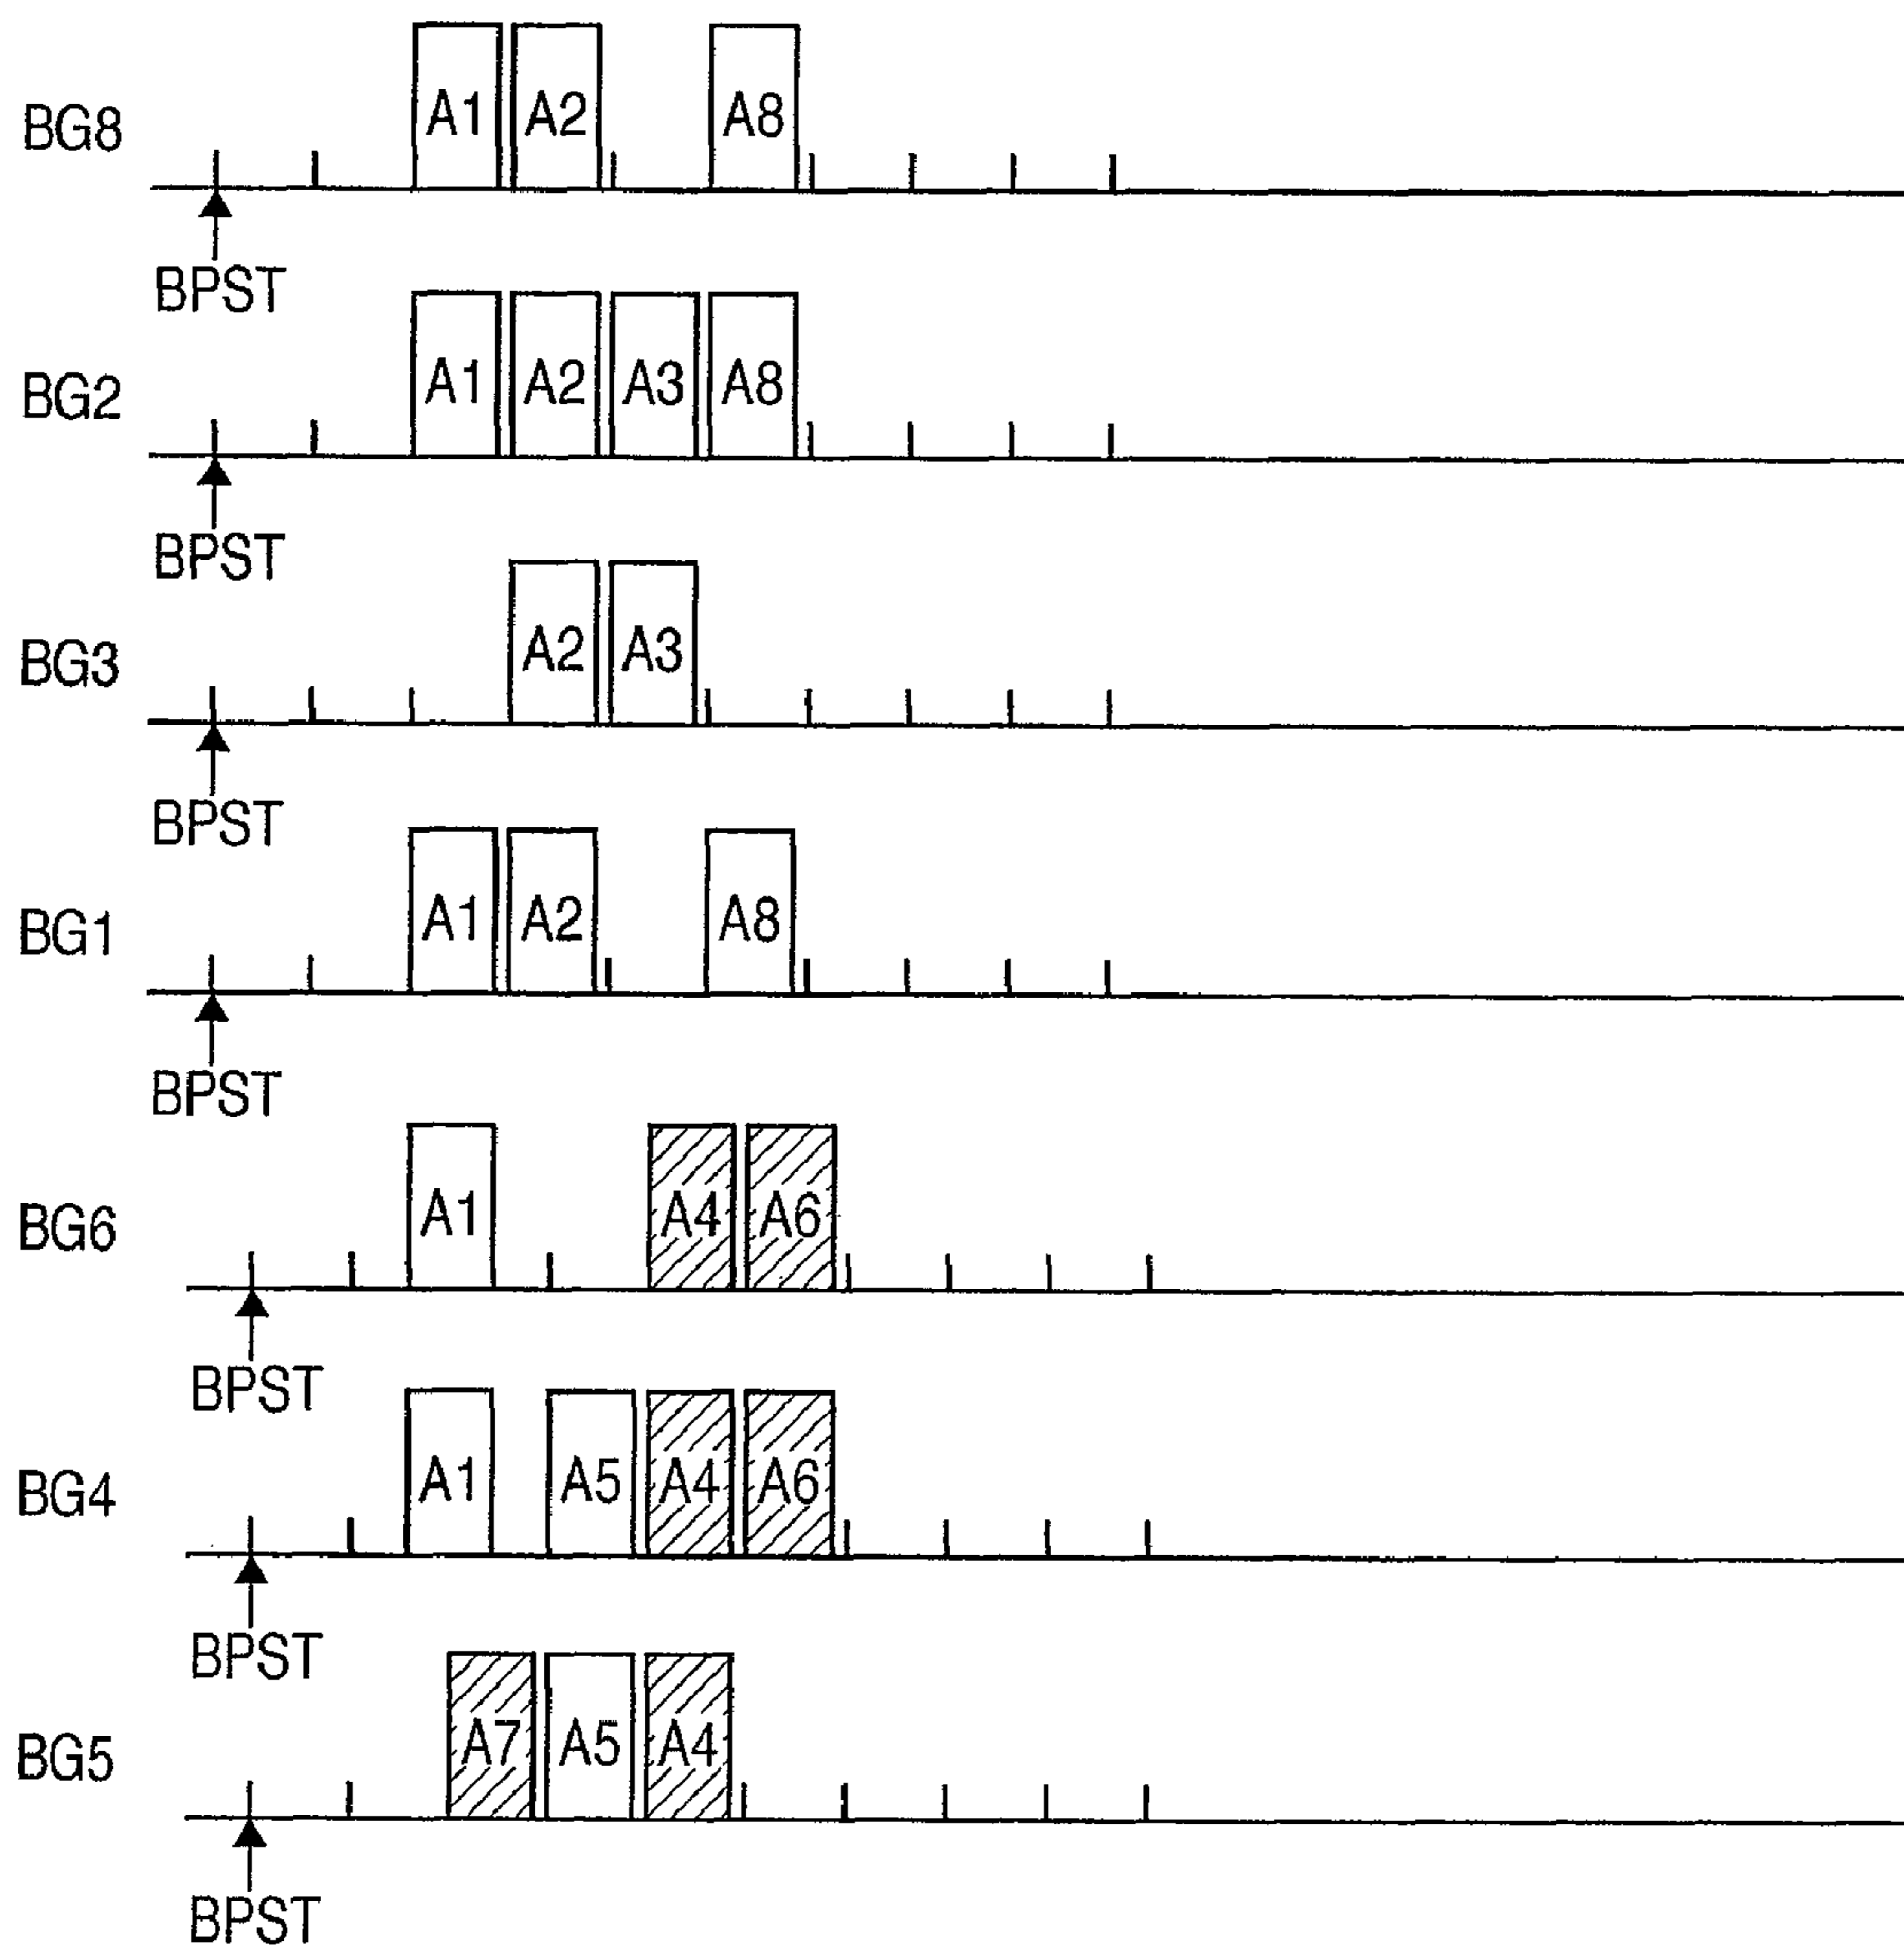 BG8 A1 A2 A8
BPST
BG2 A1 A2 A3 A8
BPST
BG3 A2 A3
BPST
BG1 A1 A2 A8
BPST
BG6 A1 A4 A6
BPST
BG4 A1 A5 A4 A6
BPST
BG5 A7 A5 A4
BPST